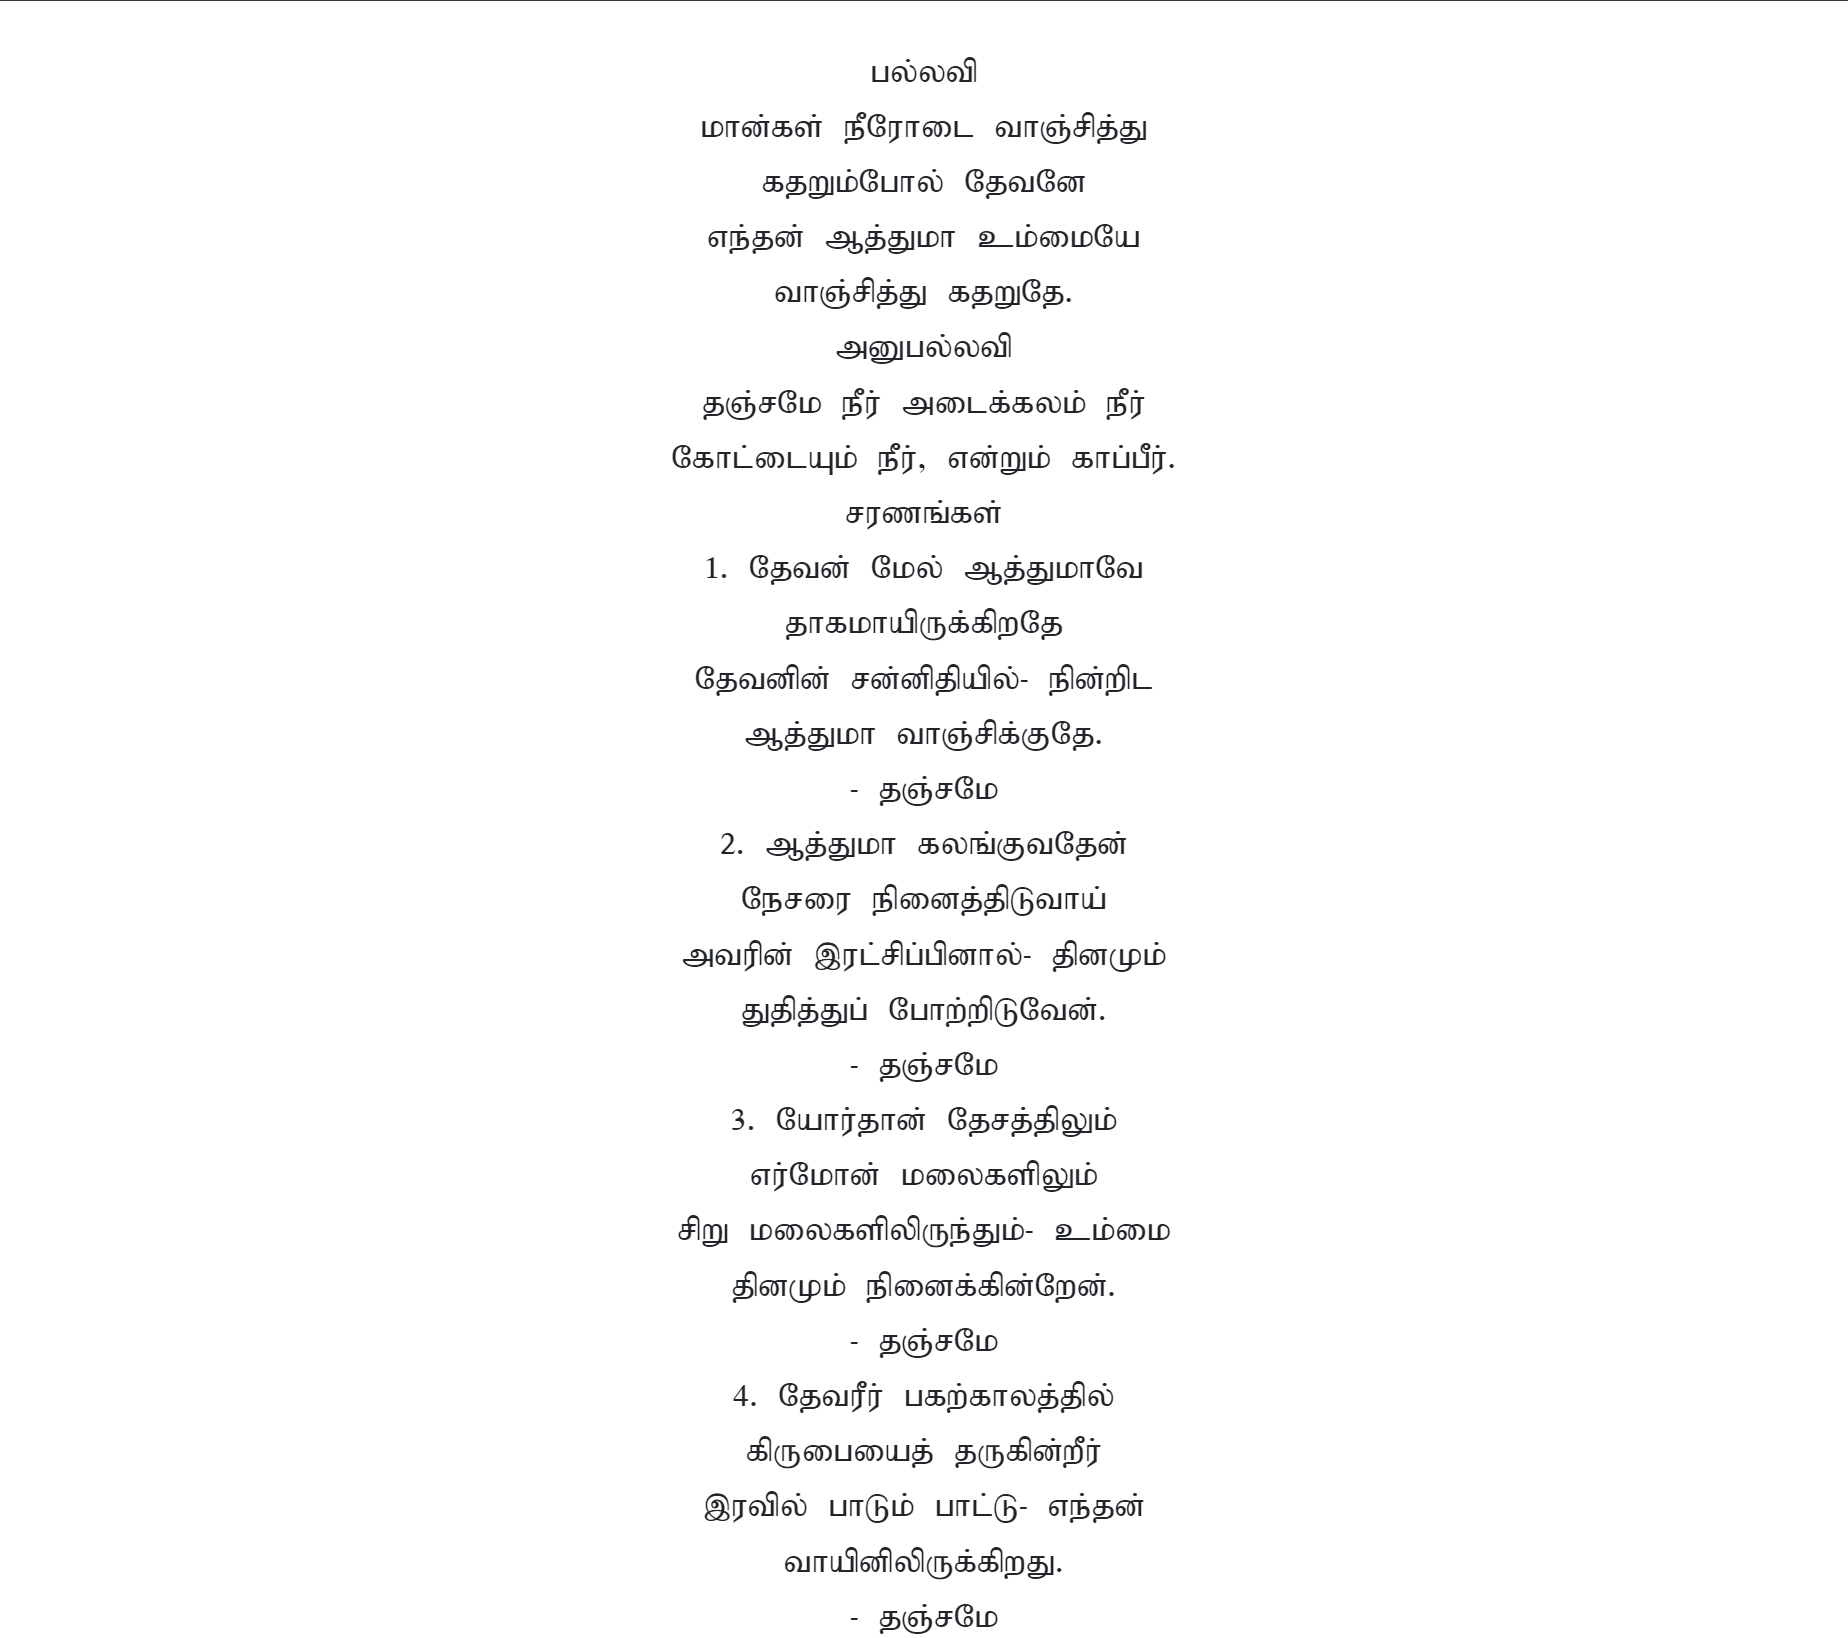 பல்லவி
மான்கள் நீரோடை வாஞ்சித்து
கதறும்போல் தேவனே
எந்தன் ஆத்துமா உம்மையே
வாஞ்சித்து கதறுதே.
அனுபல்லவி
தஞ்சமே நீர் அடைக்கலம் நீர்
கோட்டையும் நீர், என்றும் காப்பீர்.
சரணங்கள்
1. தேவன் மேல் ஆத்துமாவே
தாகமாயிருக்கிறதே
தேவனின் சன்னிதியில்- நின்றிட
ஆத்துமா வாஞ்சிக்குதே.
- தஞ்சமே
2. ஆத்துமா கலங்குவதேன்
நேசரை நினைத்திடுவாய்
அவரின் இரட்சிப்பினால்- தினமும்
துதித்துப் போற்றிடுவேன்.
- தஞ்சமே
3. யோர்தான் தேசத்திலும்
எர்மோன் மலைகளிலும்
சிறு மலைகளிலிருந்தும்- உம்மை
தினமும் நினைக்கின்றேன்.
- தஞ்சமே
4. தேவரீர் பகற்காலத்தில்
கிருபையைத் தருகின்றீர்
இரவில் பாடும் பாட்டு- எந்தன்
வாயினிலிருக்கிறது.
- தஞ்சமே